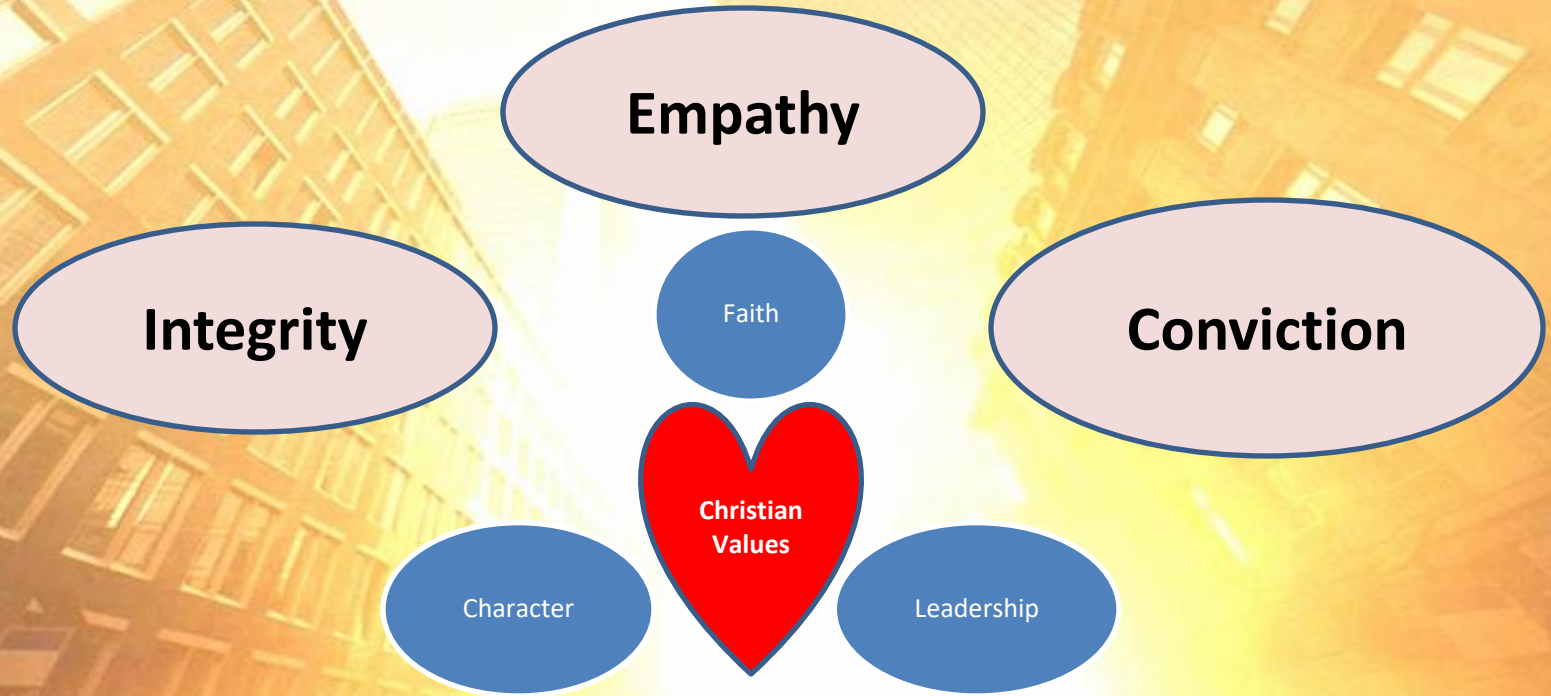 Empathy
Integrity
Faith
Conviction
Christian
Values
Character
Leadership